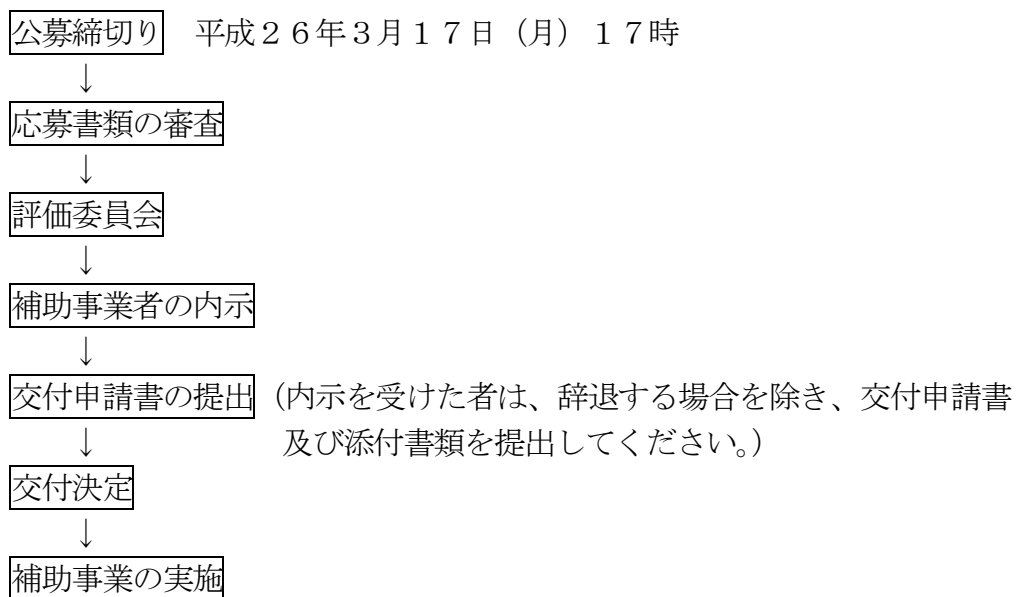 公募締切り　平成２６年３月１７日（月）１７時
↓
応募書類の審査
↓
評価委員会
↓
補助事業者の内示
↓
交付申請書の提出（内示を受けた者は、辞退する場合を除き、交付申請書
↓　及び添付書類を提出してください。）
交付決定
↓
補助事業の実施